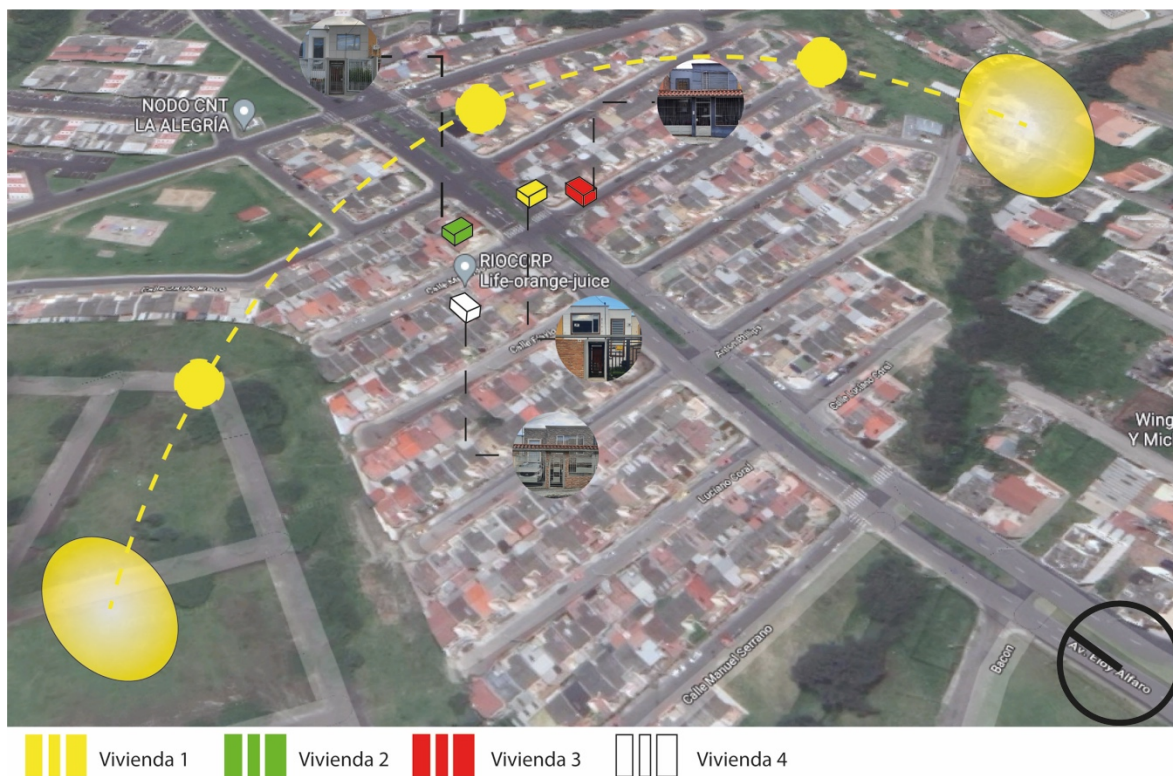 NODO CNT
LA ALEGRÍA
RIOCORP
Life-orange-juice
Luciano Coral
Calle Manuel Serrano
Bacon
Av. Eloy Alfaro
Wing
Y Mic
Vivienda 1
Vivienda 2
Vivienda 3
Vivienda 4